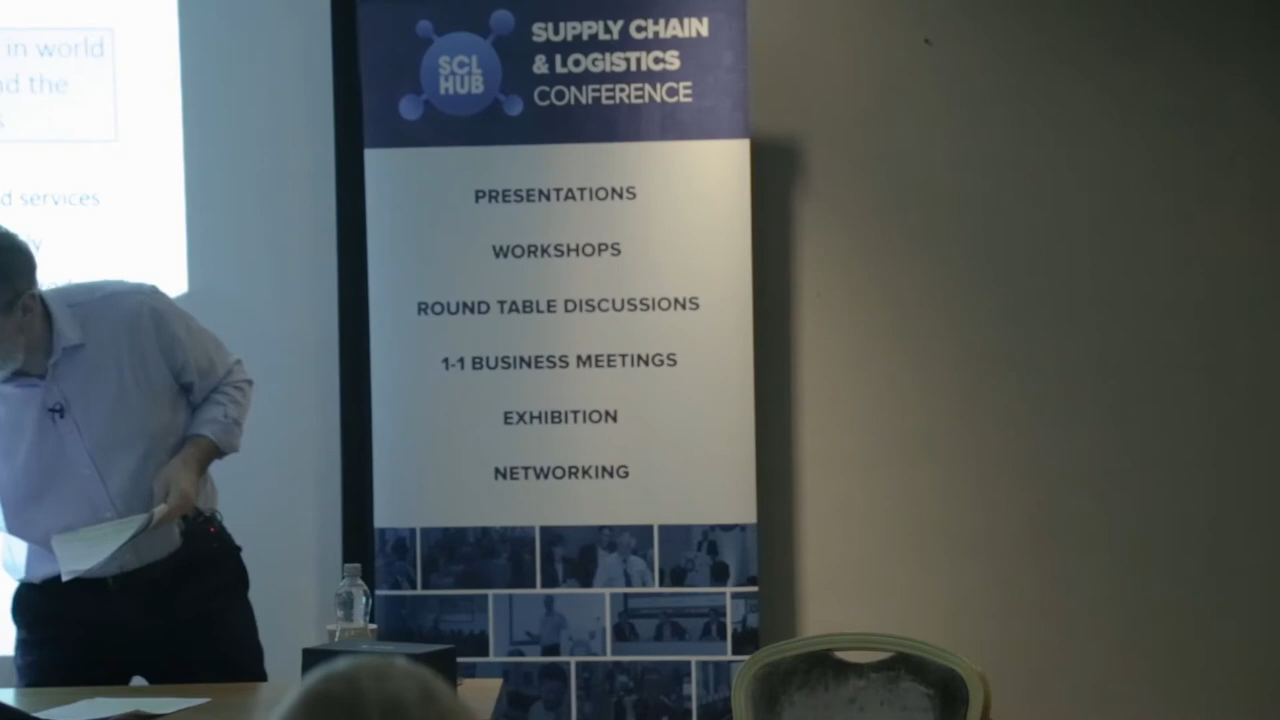 in world
nd the
d services
SCL
HUB
SUPPLY CHAIN
& LOGISTICS
CONFERENCE
PRESENTATIONS
WORKSHOPS
ROUND TABLE DISCUSSIONS
1-1 BUSINESS MEETINGS
EXHIBITION
NETWORKING